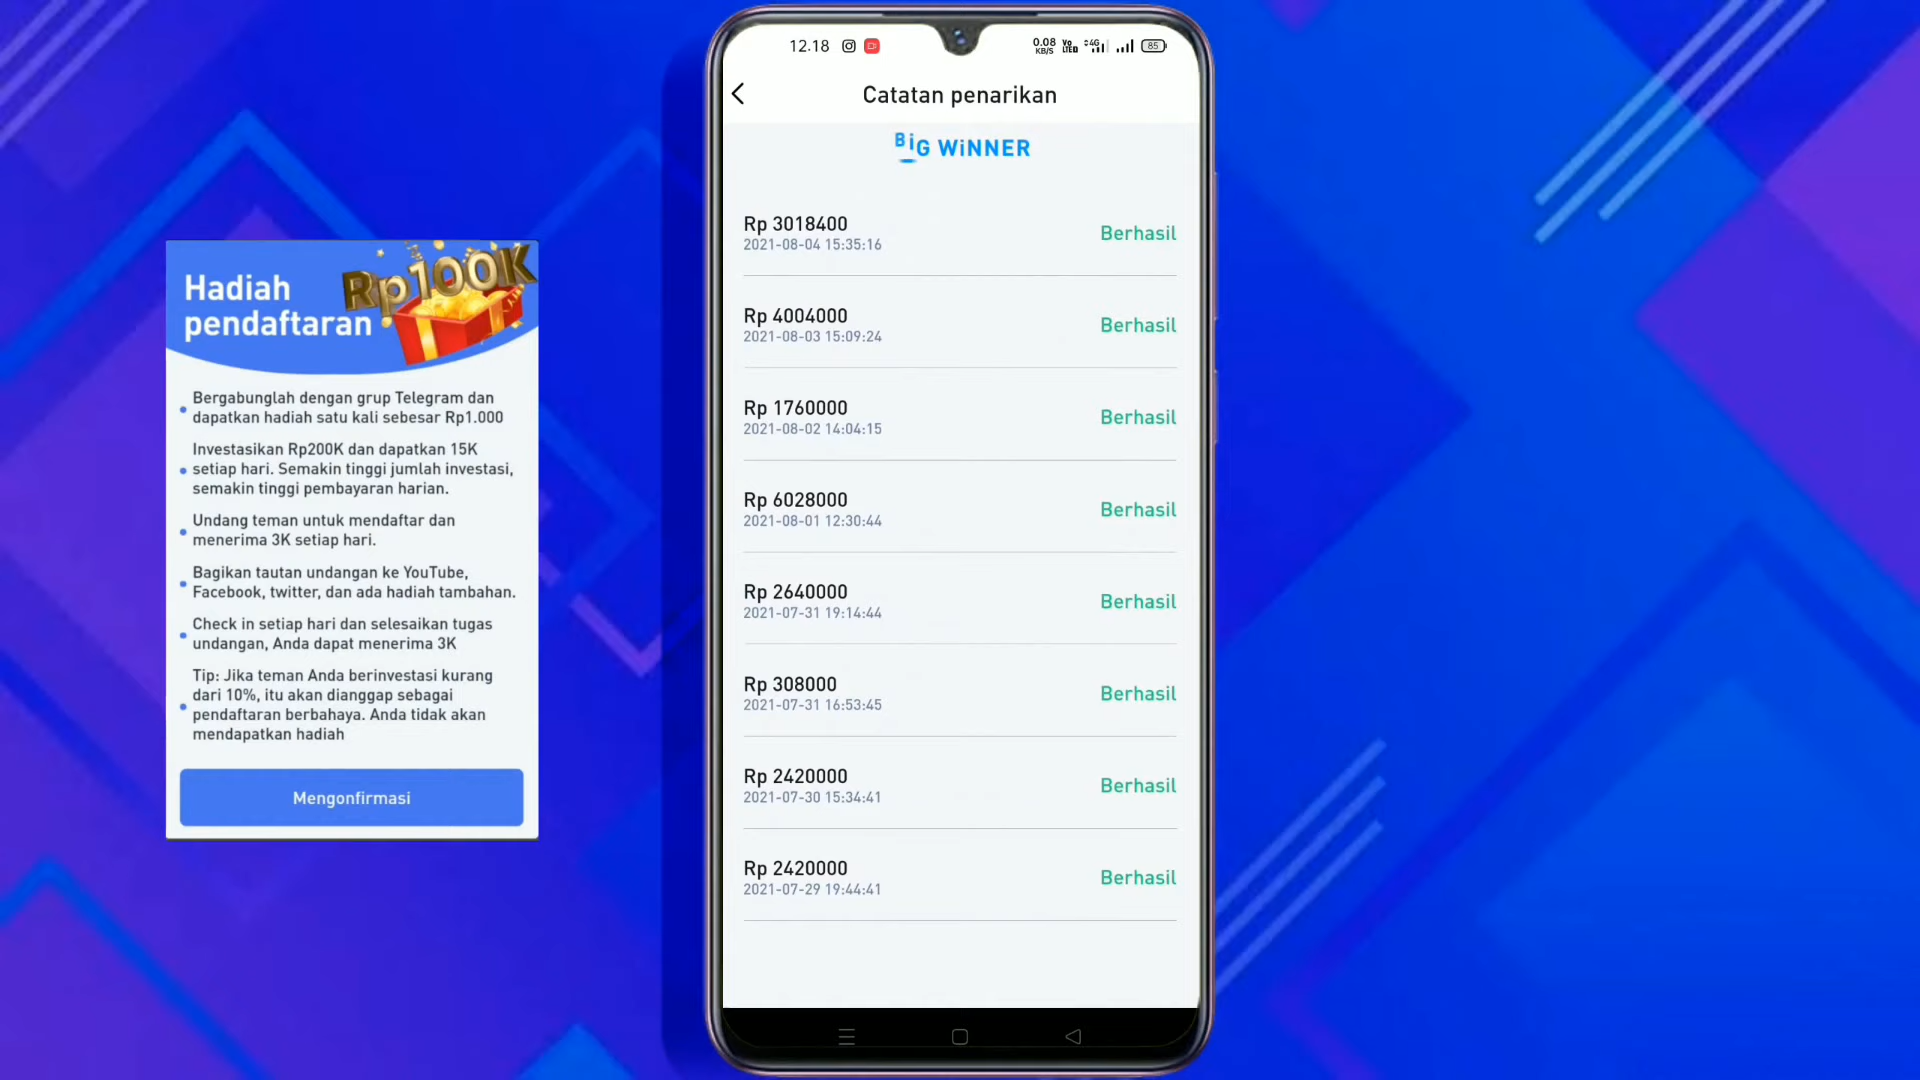 Rp100K
Hadiah
pendaftaran
Bergabunglah dengan grup Telegram dan
dapatkan hadiah satu kali sebesar Rp1.000
Investasikan Rp200K dan dapatkan 15K
setiap hari. Semakin tinggi jumlah investasi,
semakin tinggi pembayaran harian.
Undang teman untuk mendaftar dan
menerima 3K setiap hari.
Bagikan tautan undangan ke YouTube,
Facebook, twitter, dan ada hadiah tambahan.
Check in setiap hari dan selesaikan tugas
undangan, Anda dapat menerima 3K
Tip: Jika teman Anda berinvestasi kurang
dari 10%, itu akan dianggap sebagai
pendaftaran berbahaya. Anda tidak akan
mendapatkan hadiah
Mengonfirmasi
12.18 0.08 KB/S Vo LTE 4G 85
Catatan penarikan
BiG WiNNER
Rp 3018400 Berhasil
2021-08-04 15:35:16
Rp 4004000 Berhasil
2021-08-03 15:09:24
Rp 1760000 Berhasil
2021-08-02 14:04:15
Rp 6028000 Berhasil
2021-08-01 12:30:44
Rp 2640000 Berhasil
2021-07-31 19:14:44
Rp 308000 Berhasil
2021-07-31 16:53:45
Rp 2420000 Berhasil
2021-07-30 15:34:41
Rp 2420000 Berhasil
2021-07-29 19:44:41